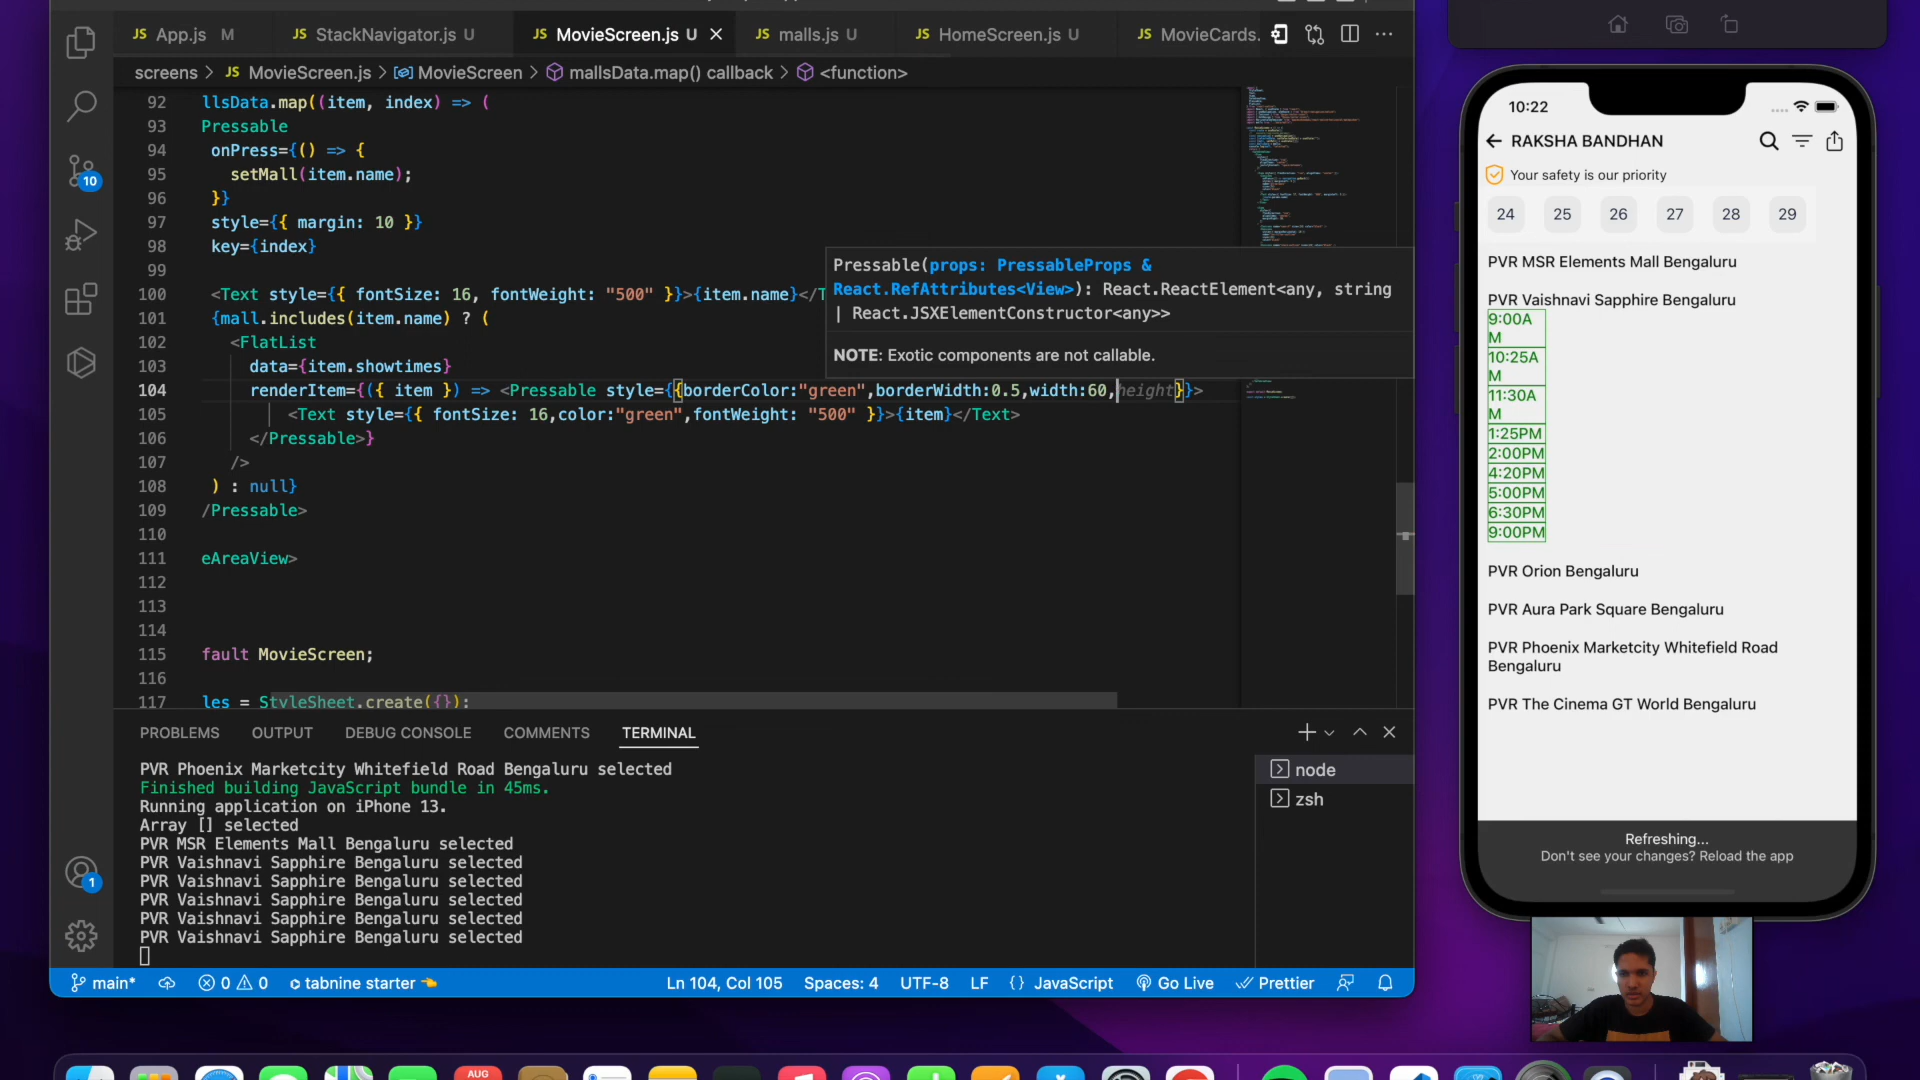 JS App.js M
JS StackNavigator.js U
JS MovieScreen.js U
JS malls.js U
JS HomeScreen.js U
JS MovieCards.
screens > JS MovieScreen.js > MovieScreen > mallsData.map() callback > <function>
92 llsData.map((item, index) => (
93 Pressable
94 onPress={() => {
95 setMall(item.name);
96 }}
97 style={{ margin: 10 }}
98 key={index}
99
100 <Text style={{ fontSize: 16, fontWeight: "500" }}>{item.name}</T
101 {mall.includes(item.name) ? (
102 <FlatList
103 data={item.showtimes}
104 renderItem={({ item }) => <Pressable style={{borderColor:"green",borderWidth:0.5,width:60,height}}>
105 <Text style={{ fontSize: 16,color:"green",fontWeight: "500" }}>{item}</Text>
106 </Pressable>}
107 />
108 ) : null}
109 /Pressable>
110
111 eAreaView>
112
113
114
115 fault MovieScreen;
116
117 les = StyleSheet.create({});
Pressable(props: PressableProps &
React.RefAttributes<View>): React.ReactElement<any, string
| React.JSXElementConstructor<any>>
NOTE: Exotic components are not callable.
PROBLEMS OUTPUT DEBUG CONSOLE COMMENTS TERMINAL
PVR Phoenix Marketcity Whitefield Road Bengaluru selected
Finished building JavaScript bundle in 45ms.
Running application on iPhone 13.
Array [] selected
PVR MSR Elements Mall Bengaluru selected
PVR Vaishnavi Sapphire Bengaluru selected
PVR Vaishnavi Sapphire Bengaluru selected
PVR Vaishnavi Sapphire Bengaluru selected
PVR Vaishnavi Sapphire Bengaluru selected
PVR Vaishnavi Sapphire Bengaluru selected
node
zsh
10
1
main* 0 0 tabnine starter Ln 104, Col 105 Spaces: 4 UTF-8 LF {} JavaScript Go Live Prettier
10:22
RAKSHA BANDHAN
Your safety is our priority
24 25 26 27 28 29
PVR MSR Elements Mall Bengaluru
PVR Vaishnavi Sapphire Bengaluru
9:00A
M
10:25A
M
11:30A
M
1:25PM
2:00PM
4:20PM
5:00PM
6:30PM
9:00PM
PVR Orion Bengaluru
PVR Aura Park Square Bengaluru
PVR Phoenix Marketcity Whitefield Road
Bengaluru
PVR The Cinema GT World Bengaluru
Refreshing...
Don't see your changes? Reload the app
AUG